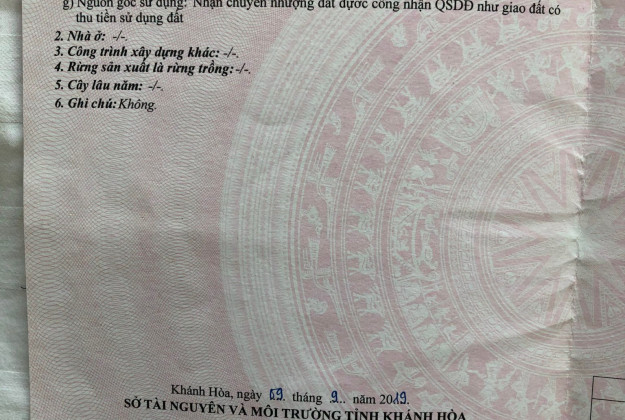 g) Nguồn gốc sử dụng: Nhận chuyển nhượng đất được công nhận QSDĐ như giao đất có
thu tiền sử dụng đất
2. Nhà ở: -/-.
3. Công trình xây dựng khác: -/-.
4. Rừng sản xuất là rừng trồng: -/-.
5. Cây lâu năm: -/-.
6. Ghi chú: Không.
Khánh Hòa, ngày 09. tháng .9.. năm 2019.
SỞ TÀI NGUYÊN VÀ MÔI TRƯỜNG TỈNH KHÁNH HÒA